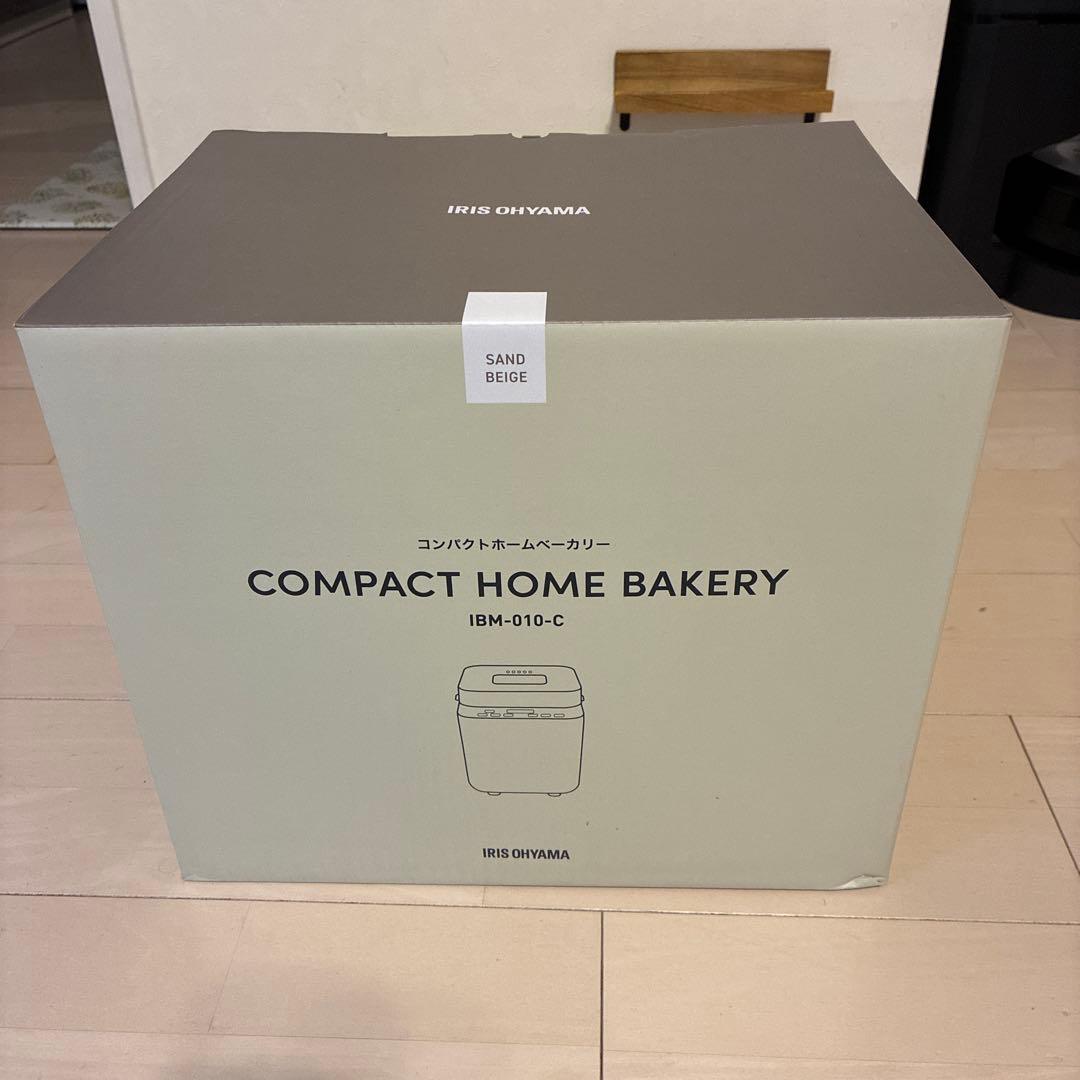 IRIS OHYAMA
SAND
BEIGE
コンパクトホームベーカリー
COMPACT HOME BAKERY
IBM-010-C
IRIS OHYAMA